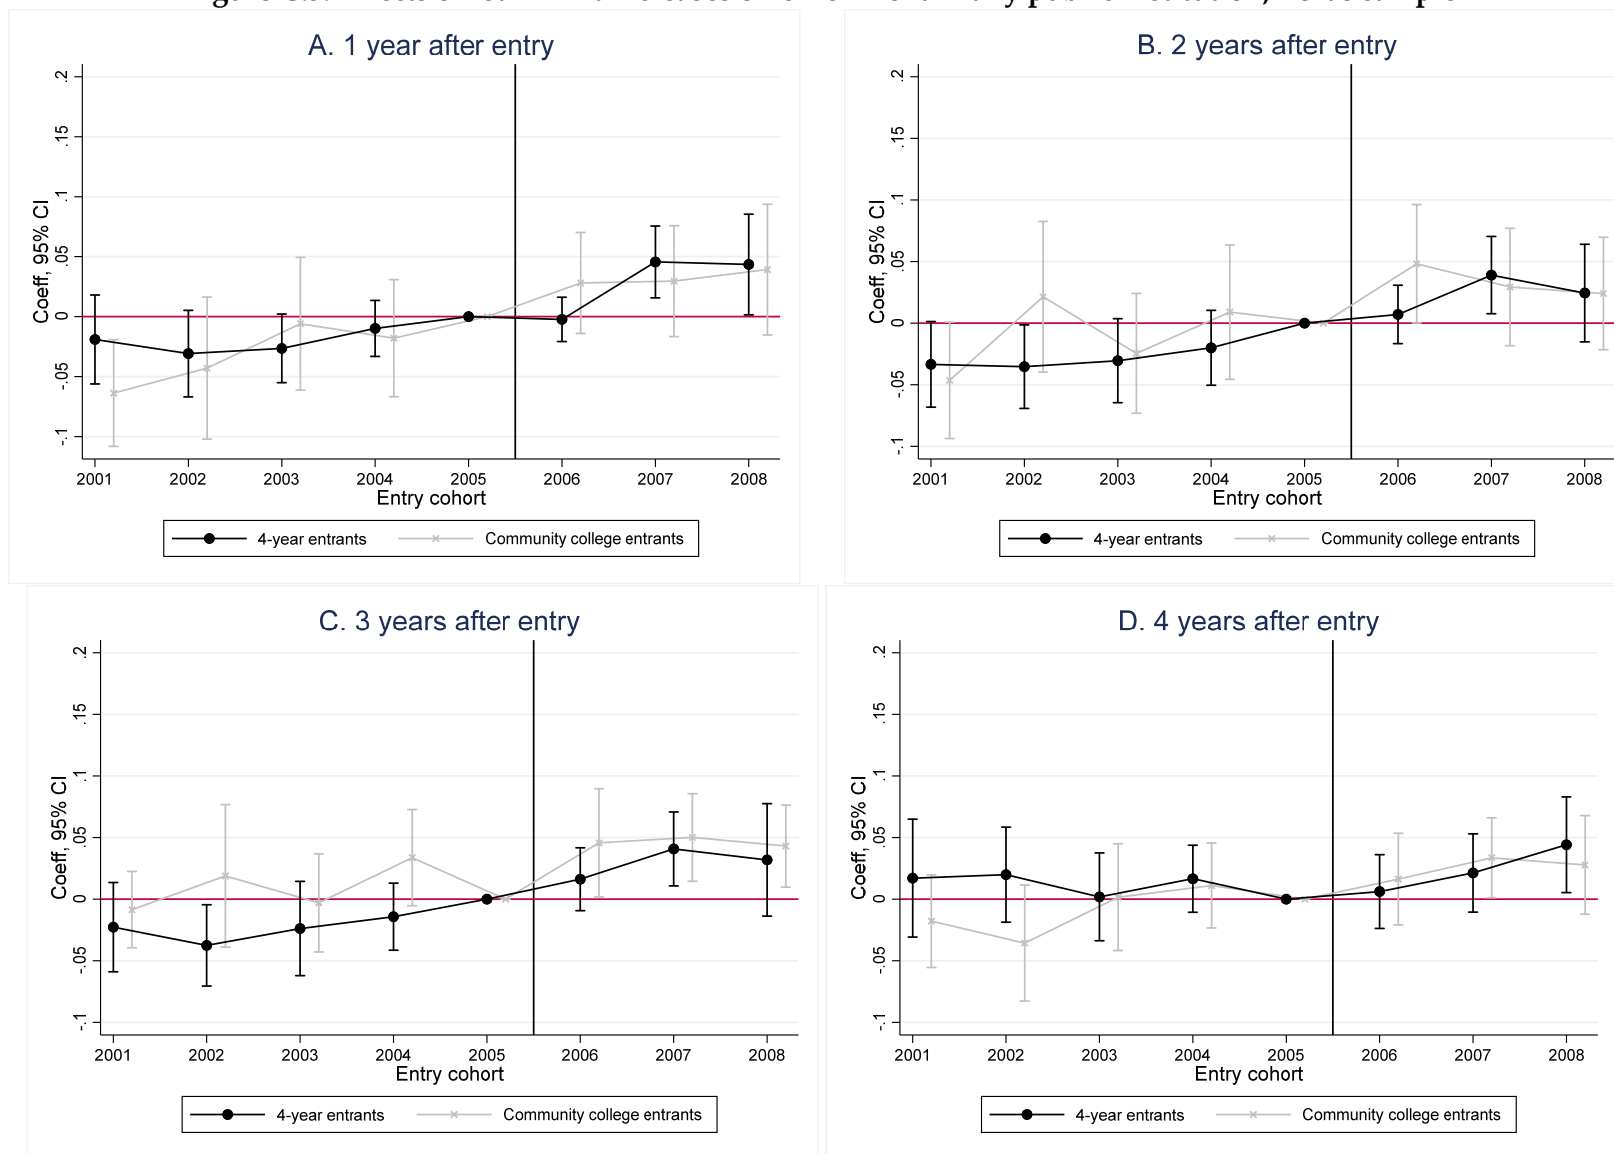 A. 1 year after entry
Coeff, 95% CI
.2
.15
.1
.05
0
-.05
-.1
2001 2002 2003 2004 2005 2006 2007 2008
Entry cohort
4-year entrants Community college entrants
B. 2 years after entry
Coeff, 95% CI
.2
.15
.1
.05
0
-.05
-.1
2001 2002 2003 2004 2005 2006 2007 2008
Entry cohort
4-year entrants Community college entrants
C. 3 years after entry
Coeff, 95% CI
.2
.15
.1
.05
0
-.05
-.1
2001 2002 2003 2004 2005 2006 2007 2008
Entry cohort
4-year entrants Community college entrants
D. 4 years after entry
Coeff, 95% CI
.2
.15
.1
.05
0
-.05
-.1
2001 2002 2003 2004 2005 2006 2007 2008
Entry cohort
4-year entrants Community college entrants